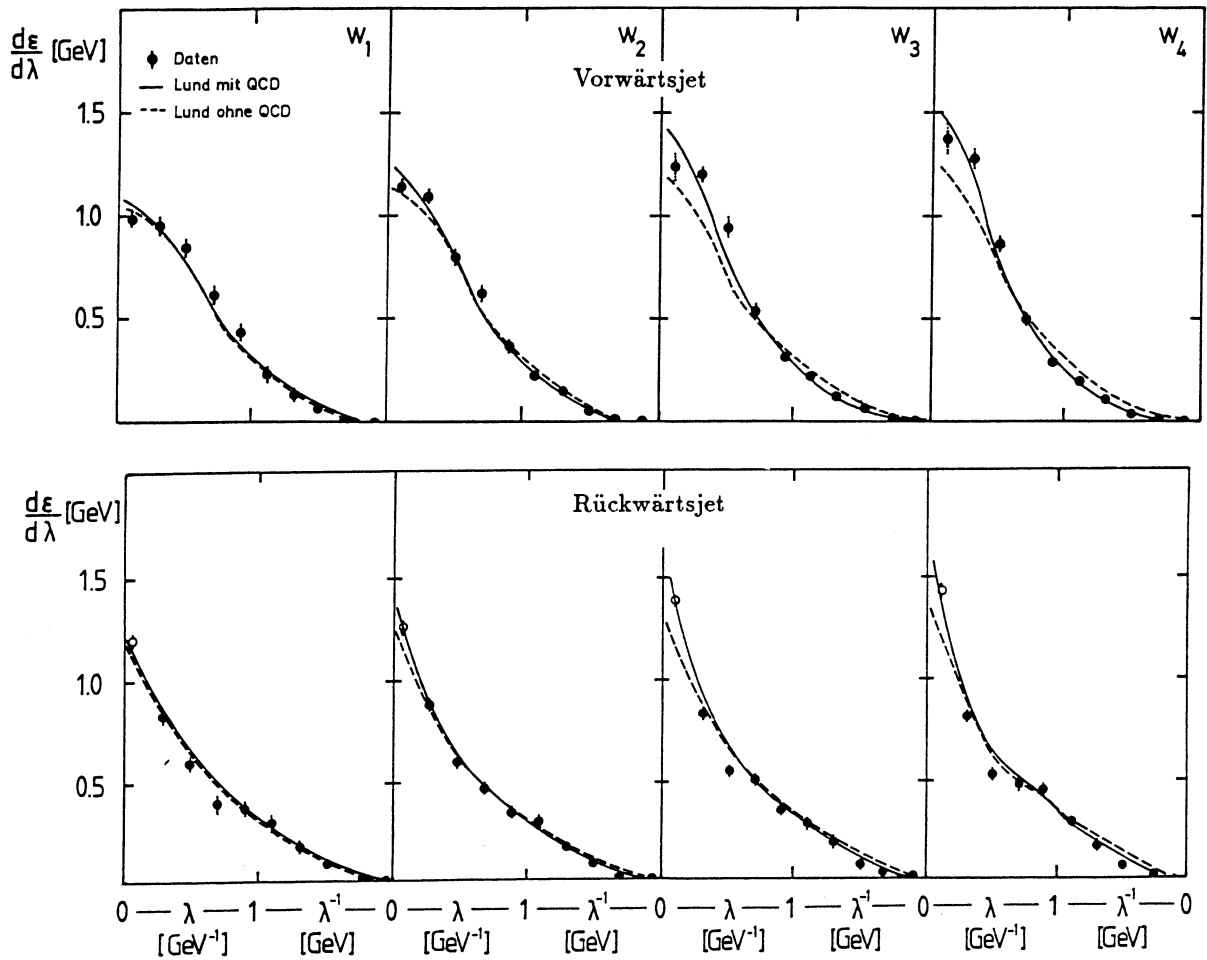 dε/dλ [GeV]
W1 W2 W3 W4
Daten
Lund mit QCD
Lund ohne QCD
Vorwärtsjet
1.5
1.0
0.5
dε/dλ [GeV]
Rückwärtsjet
1.5
1.0
0.5
0 — λ — 1 — λ⁻¹ — 0 — λ — 1 — λ⁻¹ — 0 — λ — 1 — λ⁻¹ — 0 — λ — 1 — λ⁻¹ — 0
[GeV⁻¹] [GeV] [GeV⁻¹] [GeV] [GeV⁻¹] [GeV] [GeV⁻¹] [GeV]